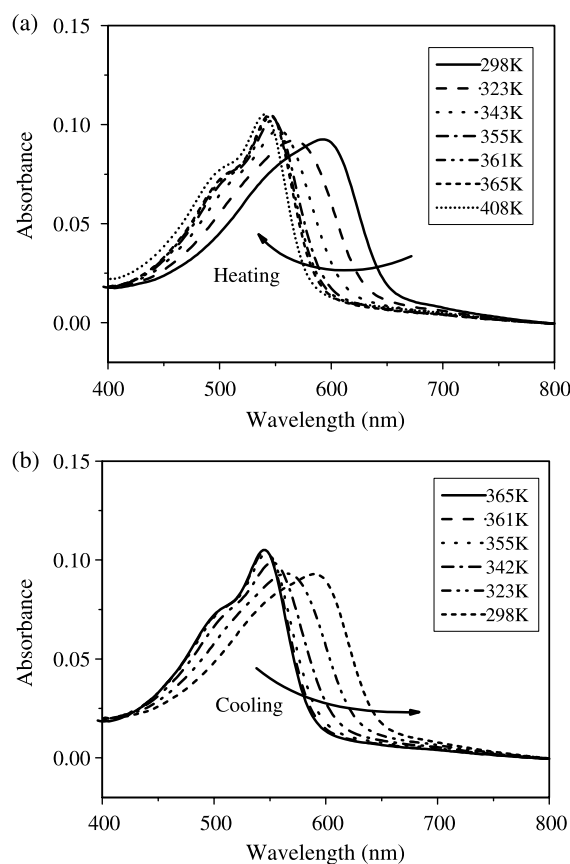 (a)
0.15
0.10
0.05
0.00
Absorbance
298K
323K
343K
355K
361K
365K
408K
Heating
400
500
600
700
800
Wavelength (nm)
(b)
0.15
0.10
0.05
0.00
Absorbance
365K
361K
355K
342K
323K
298K
Cooling
400
500
600
700
800
Wavelength (nm)